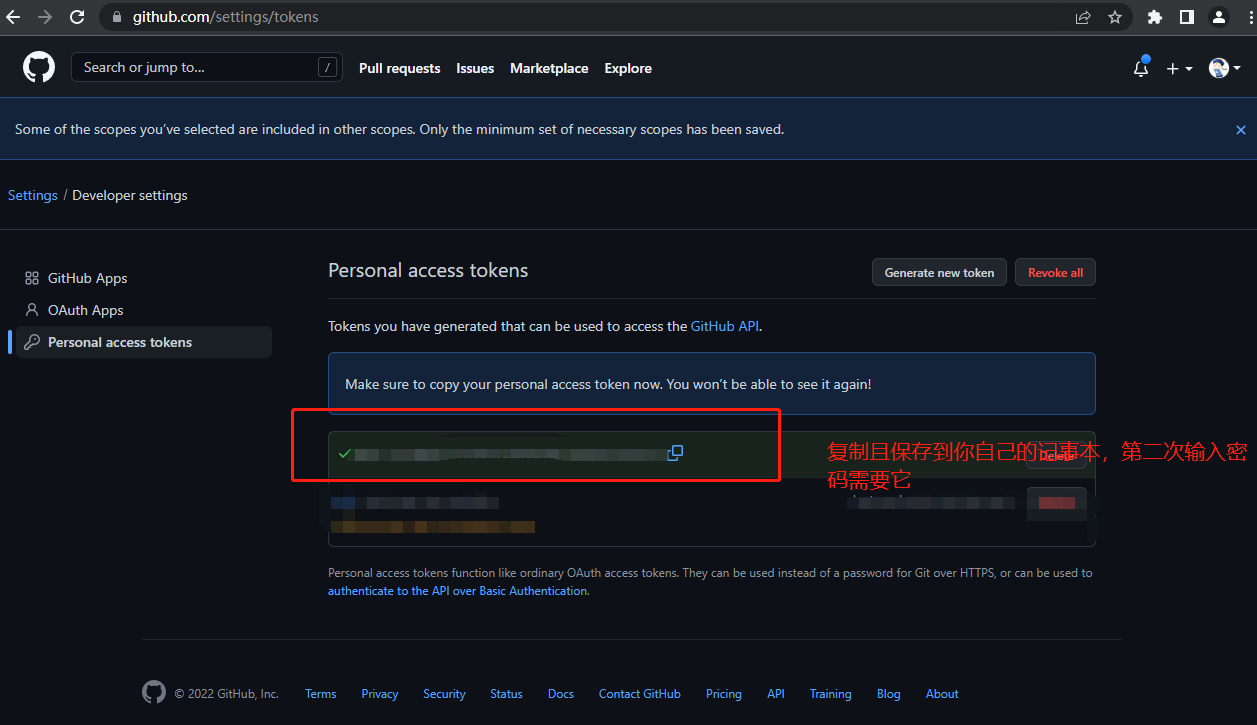 github.com/settings/tokens
Search or jump to... /
Pull requests Issues Marketplace Explore
Some of the scopes you’ve selected are included in other scopes. Only the minimum set of necessary scopes has been saved.
Settings / Developer settings
GitHub Apps
OAuth Apps
Personal access tokens
Personal access tokens
Generate new token
Revoke all
Tokens you have generated that can be used to access the GitHub API.
Make sure to copy your personal access token now. You won’t be able to see it again!
Delete
复制且保存到你自己的记事本，第二次输入密
码需要它
Personal access tokens function like ordinary OAuth access tokens. They can be used instead of a password for Git over HTTPS, or can be used to
authenticate to the API over Basic Authentication.
© 2022 GitHub, Inc. Terms Privacy Security Status Docs Contact GitHub Pricing API Training Blog About